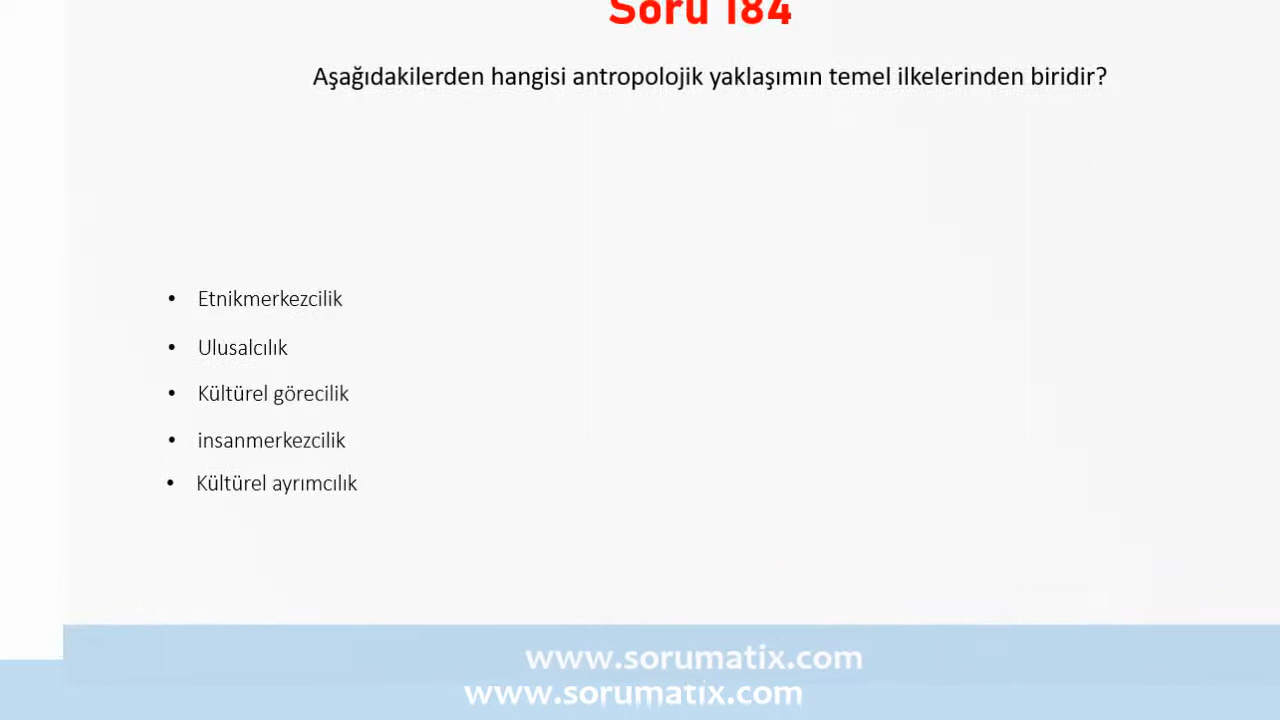 Soru 184
Aşağıdakilerden hangisi antropolojik yaklaşımın temel ilkelerinden biridir?
• Etnikmerkezcilik
• Ulusalcılık
• Kültürel görecilik
• insanmerkezcilik
• Kültürel ayrımcılık
www.sorumatix.com
www.sorumatix.com